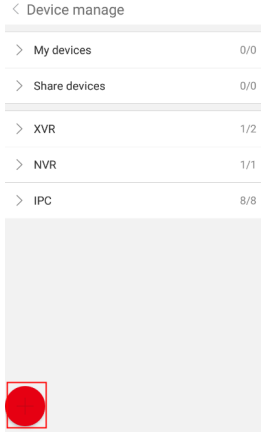 Device manage
My devices 0/0
Share devices 0/0
XVR 1/2
NVR 1/1
IPC 8/8